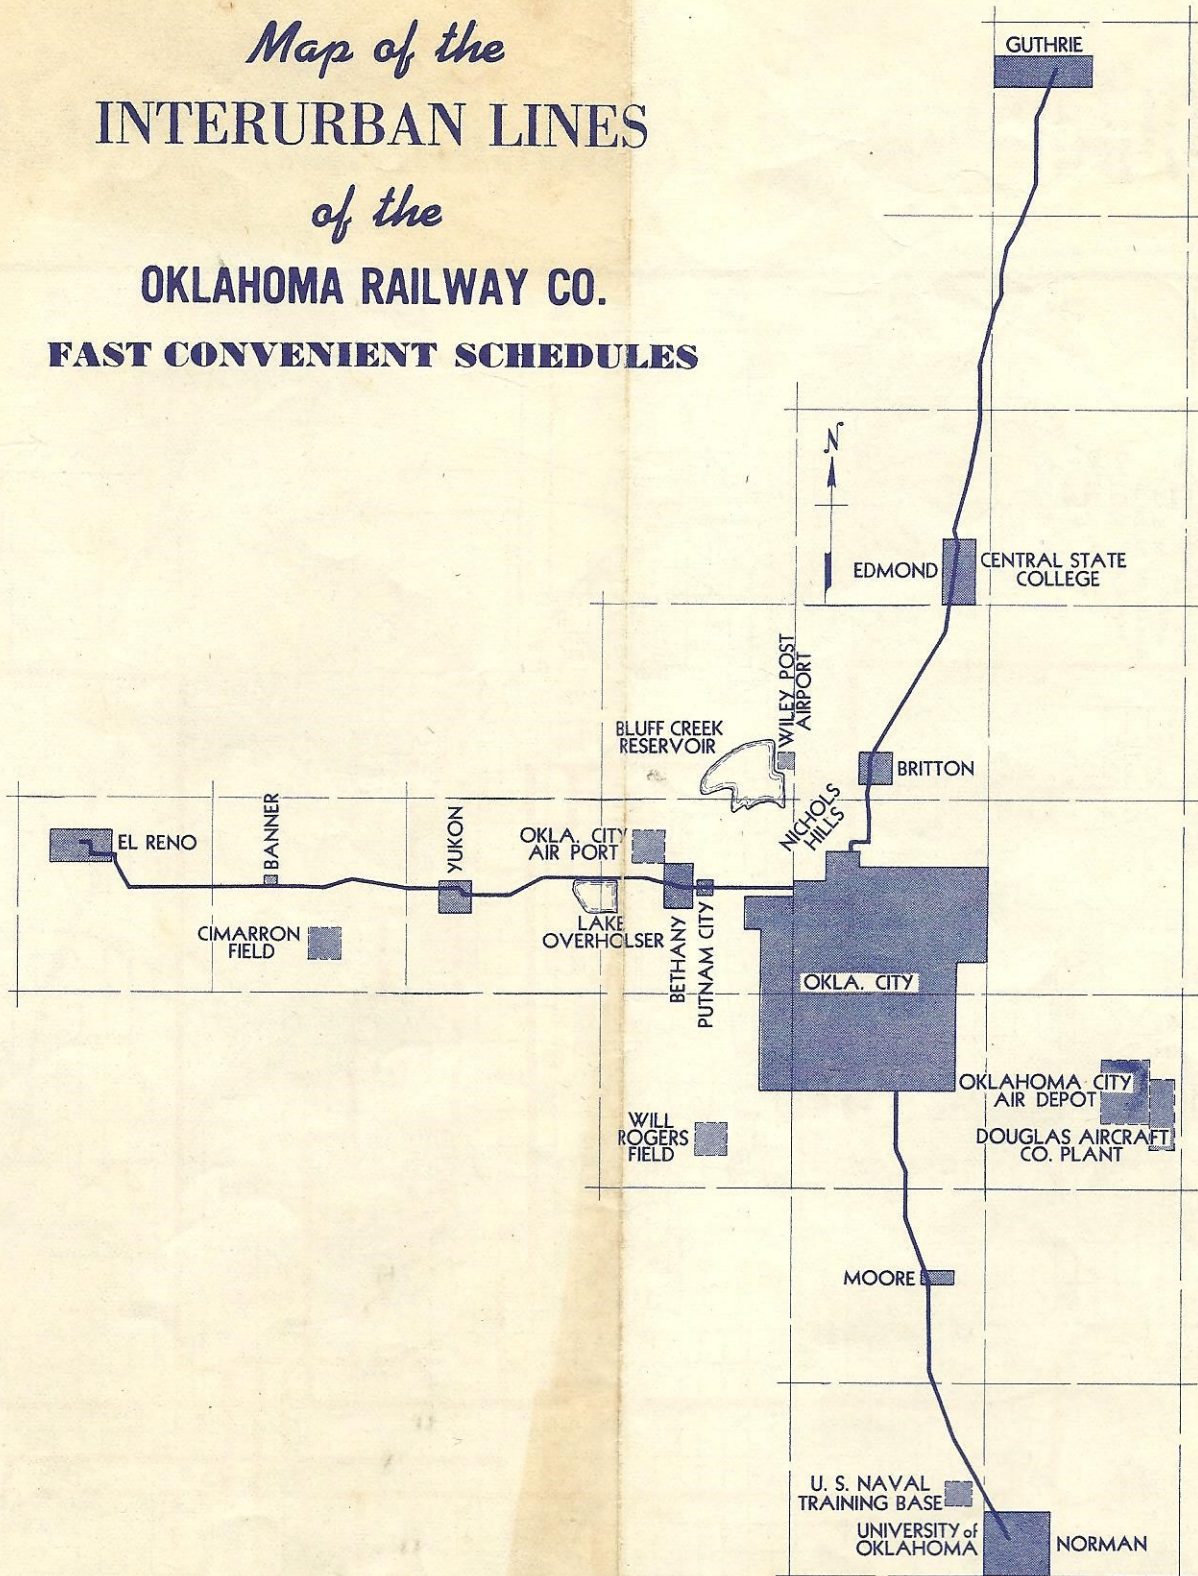 Map of the
INTERURBAN LINES
of the
OKLAHOMA RAILWAY CO.
FAST CONVENIENT SCHEDULES
GUTHRIE
N
EDMOND
CENTRAL STATE
COLLEGE
WILEY POST
AIRPORT
BLUFF CREEK
RESERVOIR
BRITTON
NICHOLS
HILLS
EL RENO
BANNER
YUKON
OKLA. CITY
AIR PORT
CIMARRON
FIELD
LAKE
OVERHOLSER
BETHANY
PUTNAM CITY
OKLA. CITY
OKLAHOMA CITY
AIR DEPOT
DOUGLAS AIRCRAFT
CO. PLANT
WILL
ROGERS
FIELD
MOORE
U. S. NAVAL
TRAINING BASE
UNIVERSITY of
OKLAHOMA
NORMAN